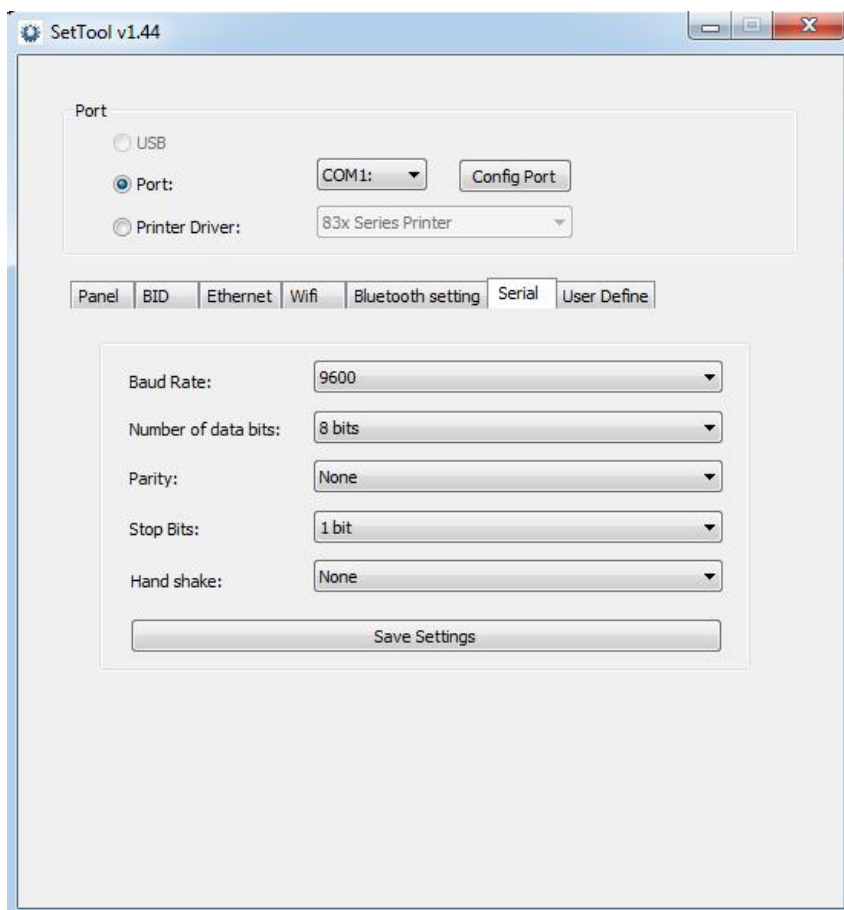 SetTool v1.44
Port
USB
Port: COM1: Config Port
Printer Driver: 83x Series Printer
Panel BID Ethernet Wifi Bluetooth setting Serial User Define
Baud Rate: 9600
Number of data bits: 8 bits
Parity: None
Stop Bits: 1 bit
Hand shake: None
Save Settings